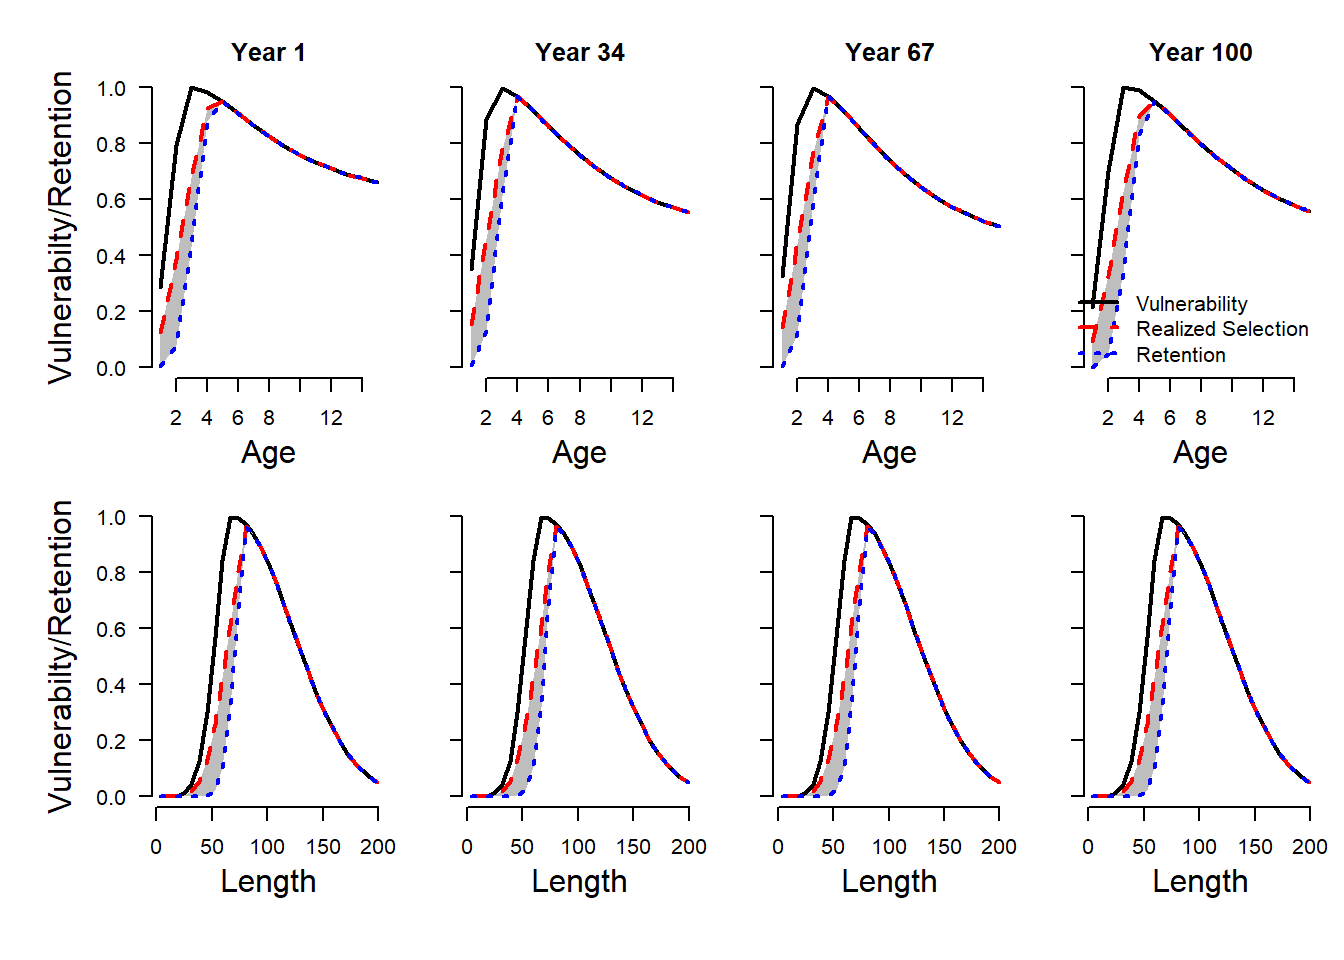 Year 1 Year 34 Year 67 Year 100
Vulnerabilty/Retention
1.0
0.8
0.6
0.4
0.2
0.0
Vulnerability
Realized Selection
Retention
2 4 6 8 12 2 4 6 8 12 2 4 6 8 12 2 4 6 8 12
Age Age Age Age
Vulnerabilty/Retention
1.0
0.8
0.6
0.4
0.2
0.0
0 50 100 150 200 0 50 100 150 200 0 50 100 150 200 0 50 100 150 200
Length Length Length Length